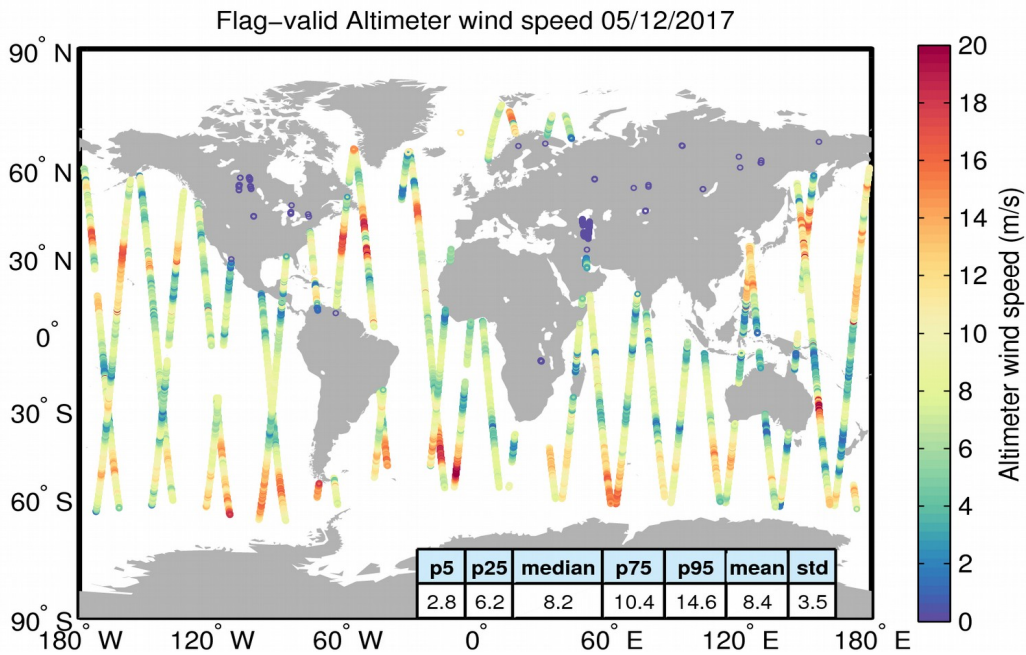 Flag−valid Altimeter wind speed 05/12/2017
90° N
60° N
30° N
0°
30° S
60° S
90° S
180° W
120° W
60° W
0°
60° E
120° E
180° E
p5 p25 median p75 p95 mean std
2.8 6.2 8.2 10.4 14.6 8.4 3.5
20
18
16
14
12
10
8
6
4
2
0
Altimeter wind speed (m/s)